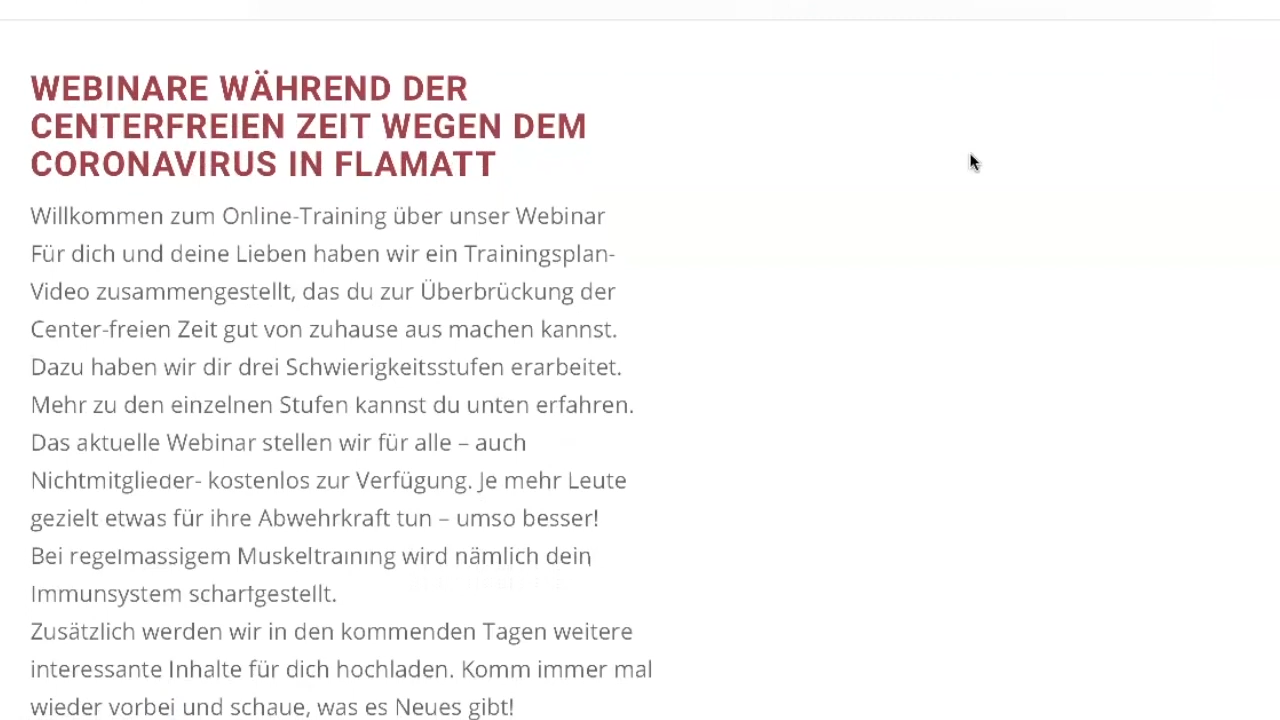 WEBINARE WÄHREND DER
CENTERFREIEN ZEIT WEGEN DEM
CORONAVIRUS IN FLAMATT
Willkommen zum Online-Training über unser Webinar
Für dich und deine Lieben haben wir ein Trainingsplan-
Video zusammengestellt, das du zur Überbrückung der
Center-freien Zeit gut von zuhause aus machen kannst.
Dazu haben wir dir drei Schwierigkeitsstufen erarbeitet.
Mehr zu den einzelnen Stufen kannst du unten erfahren.
Das aktuelle Webinar stellen wir für alle – auch
Nichtmitglieder- kostenlos zur Verfügung. Je mehr Leute
gezielt etwas für ihre Abwehrkraft tun – umso besser!
Bei regelmässigem Muskeltraining wird nämlich dein
Immunsystem scharfgestellt.
Zusätzlich werden wir in den kommenden Tagen weitere
interessante Inhalte für dich hochladen. Komm immer mal
wieder vorbei und schaue, was es Neues gibt!